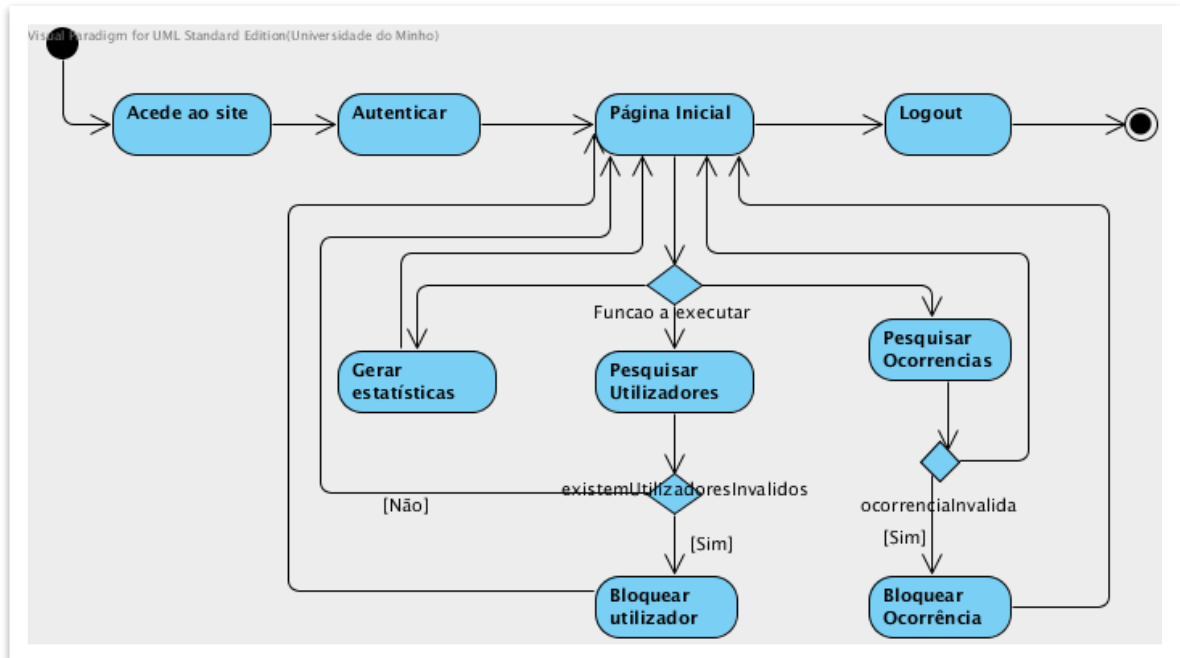 Visual Paradigm for UML Standard Edition(Universidade do Minho)
Acede ao site
Autenticar
Página Inicial
Logout
Funcao a executar
Gerar
estatísticas
Pesquisar
Utilizadores
Pesquisar
Ocorrencias
existemUtilizadoresInvalidos
[Não]
[Sim]
ocorrenciaInvalida
[Sim]
Bloquear
utilizador
Bloquear
Ocorrência